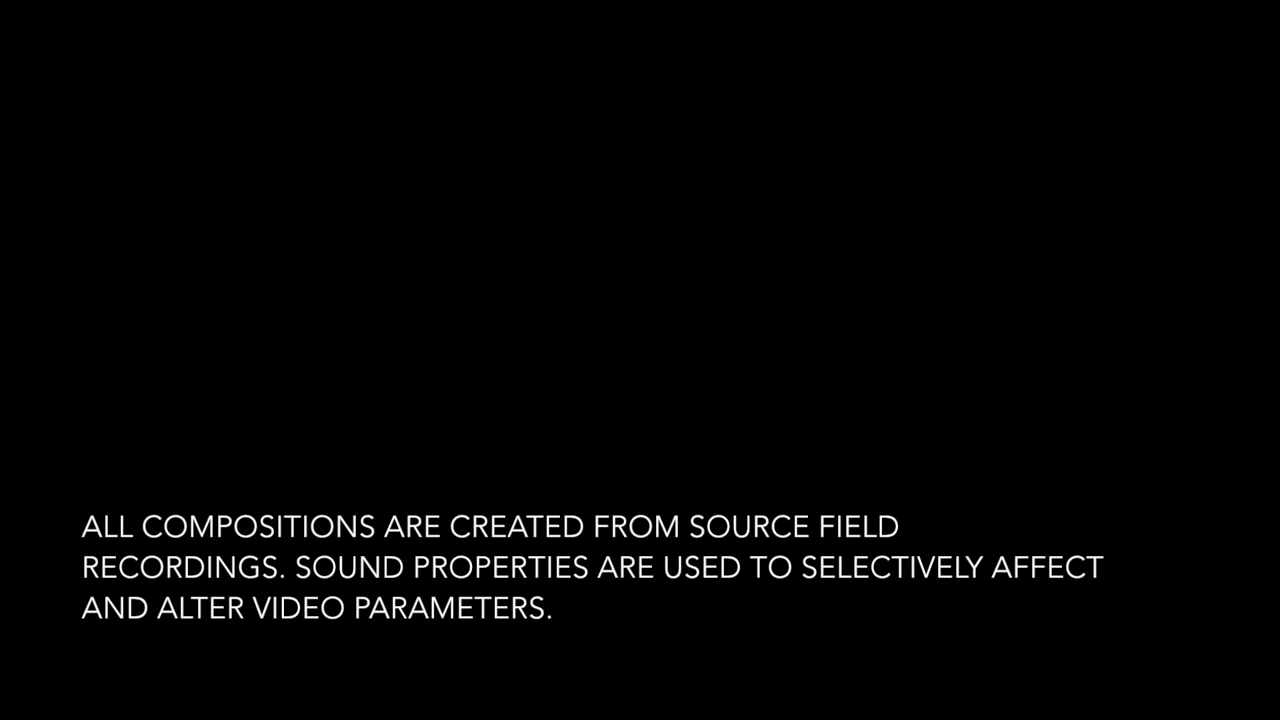 ALL COMPOSITIONS ARE CREATED FROM SOURCE FIELD
RECORDINGS. SOUND PROPERTIES ARE USED TO SELECTIVELY AFFECT
AND ALTER VIDEO PARAMETERS.